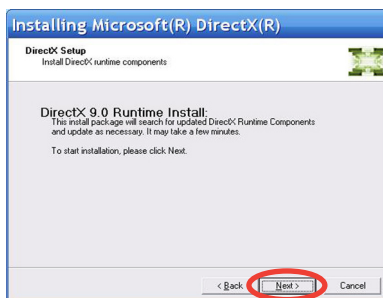 Installing Microsoft(R) DirectX(R)
DirectX Setup
Install DirectX runtime components
DirectX 9.0 Runtime Install:
This install package will search for updated DirectX Runtime Components
and update as necessary. It may take a few minutes.
To start installation, please click Next.
< Back Next > Cancel